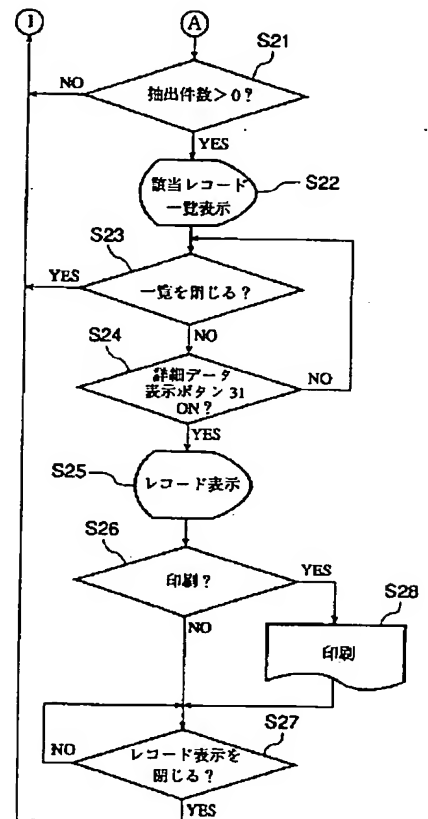 J
A
S21
NO
抽出件数>0?
YES
該当レコード
一覧表示
S22
S23
YES
一覧を閉じる?
NO
S24
詳細データ
表示ボタン 31
ON?
NO
YES
S25
レコード表示
S26
印刷?
YES
S28
NO
印刷
S27
NO
レコード表示を
閉じる?
YES